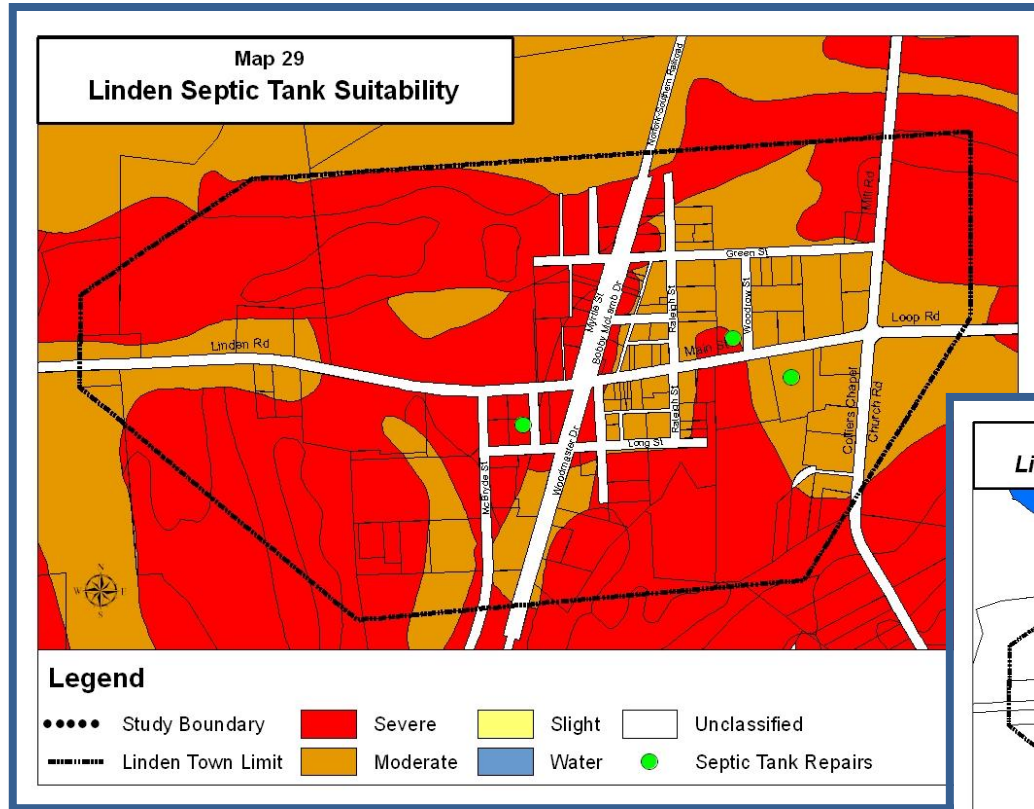 Map 29
Linden Septic Tank Suitability
Norfolk-Southern Railroad
Mill Rd
Green St
Myrtle St
Bobby McLamb Dr
Raleigh St
Woodrow St
Loop Rd
Linden Rd
Main St
Raleigh St
Colliers Chapel
Church Rd
Long St
McBryde St
Woodmaster Dr
N
W E
S
Li
Legend
Study Boundary Severe Slight Unclassified
Linden Town Limit Moderate Water Septic Tank Repairs